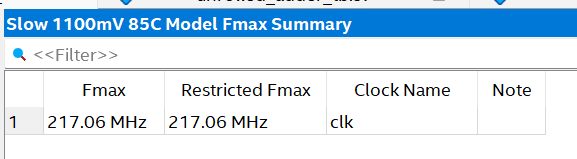 Slow 1100mV 85C Model Fmax Summary
<<Filter>>
Fmax Restricted Fmax Clock Name Note
1 217.06 MHz 217.06 MHz clk